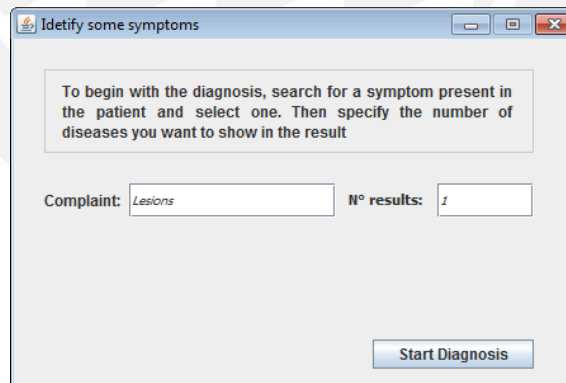 Idetify some symptoms
To begin with the diagnosis, search for a symptom present in
the patient and select one. Then specify the number of
diseases you want to show in the result
Complaint: Lesions N° results: 1
Start Diagnosis